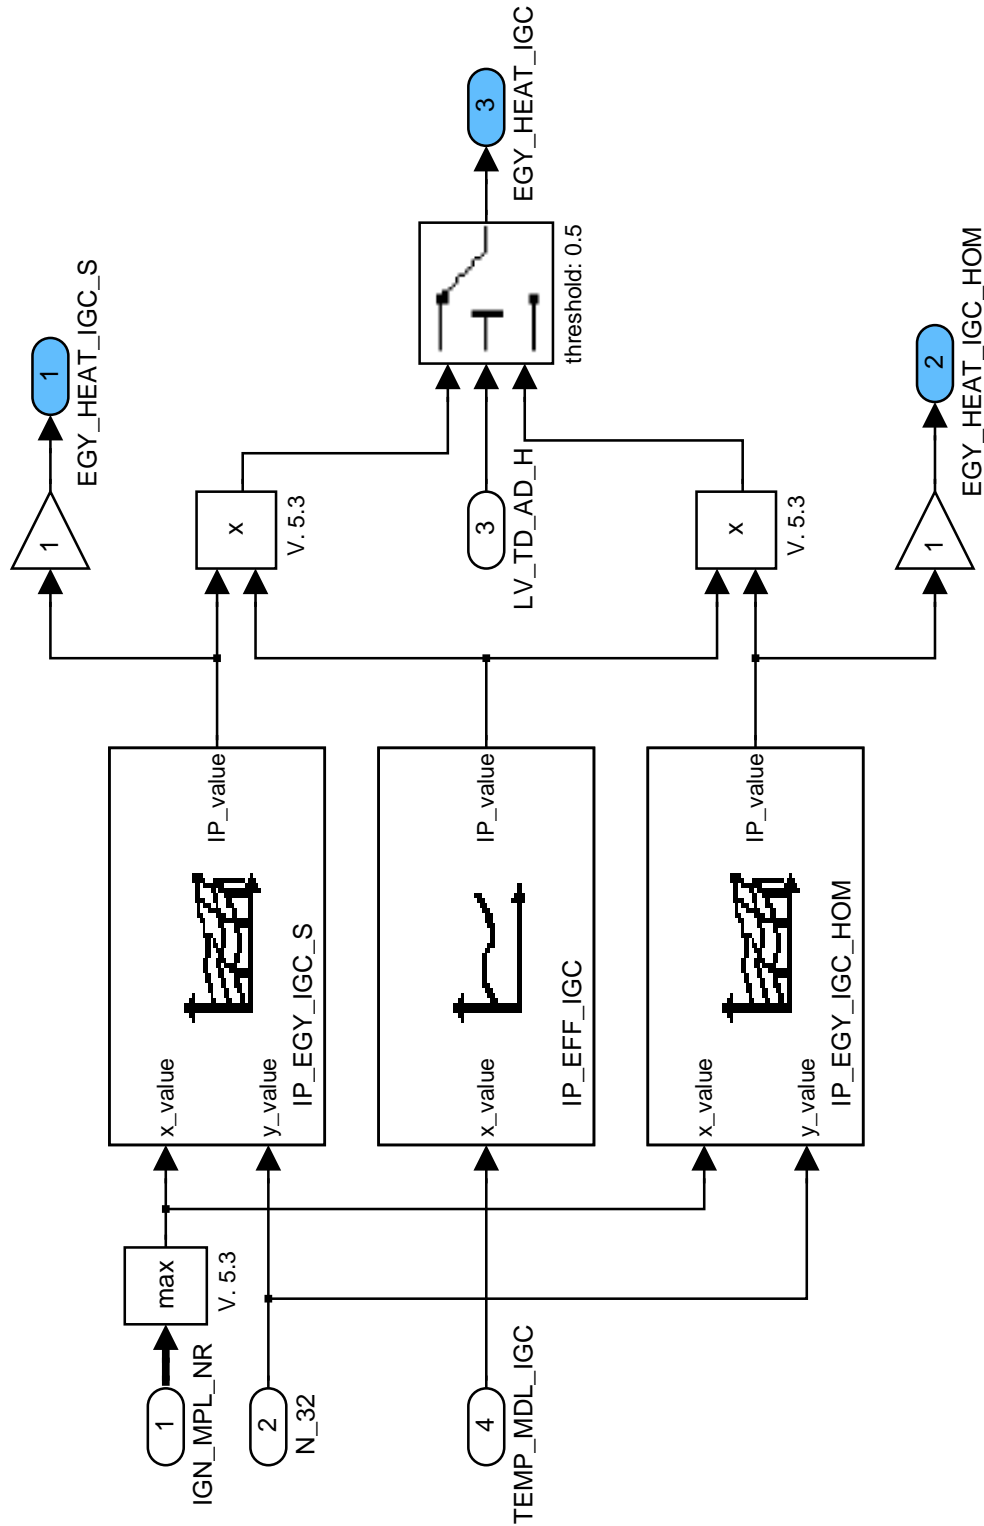 1
IGN_MPL_NR
max
V. 5.3
2
N_32
x_value
y_value
IP_value
IP_EGY_IGC_S
1
1
EGY_HEAT_IGC_S
x
V. 5.3
4
TEMP_MDL_IGC
x_value
IP_value
IP_EFF_IGC
3
LV_TD_AD_H
threshold: 0.5
3
EGY_HEAT_IGC
x_value
y_value
IP_value
IP_EGY_IGC_HOM
x
V. 5.3
1
2
EGY_HEAT_IGC_HOM